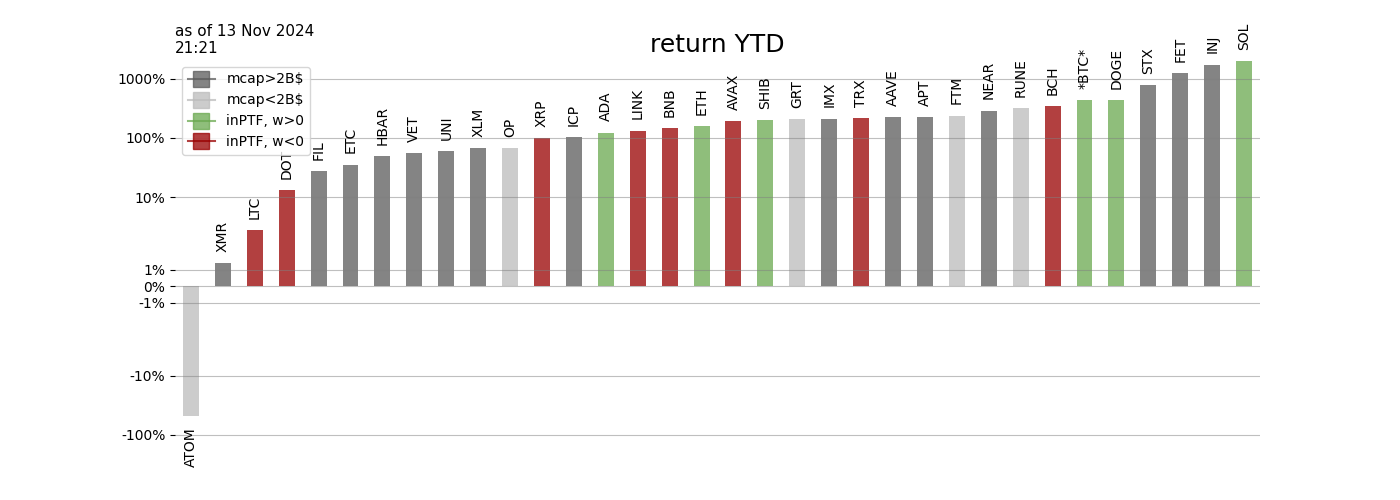 as of 13 Nov 2024
21:21
return YTD
mcap>2B$
mcap<2B$
inPTF, w>0
inPTF, w<0
1000%
100%
10%
1%
0%
-1%
-10%
-100%
ATOM
XMR
LTC
DOT
FIL
ETC
HBAR
VET
UNI
XLM
OP
XRP
ICP
ADA
LINK
BNB
ETH
AVAX
SHIB
GRT
IMX
TRX
AAVE
APT
FTM
NEAR
RUNE
BCH
*BTC*
DOGE
STX
FET
INJ
SOL